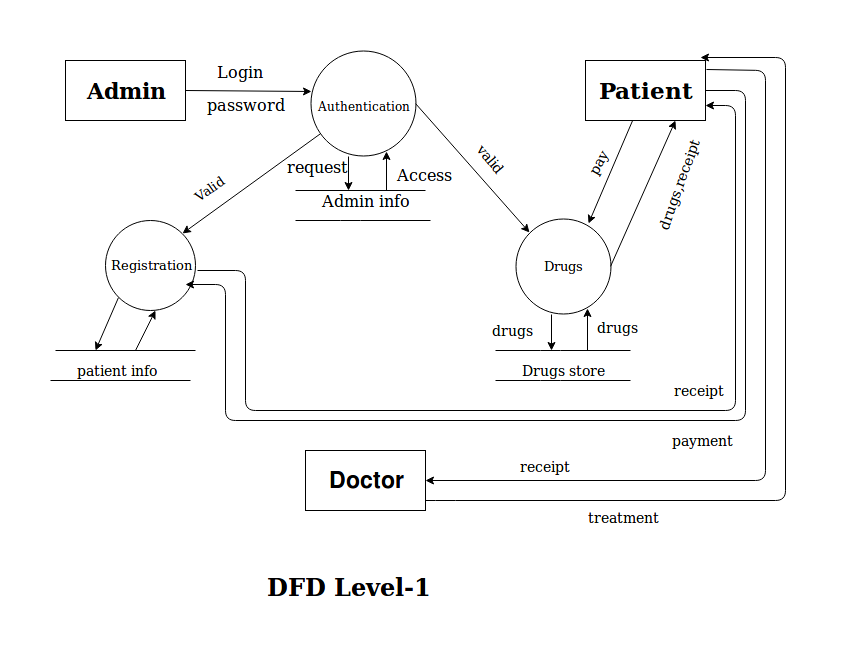 Admin
Login
password
Authentication
Patient
request
Access
Admin info
Valid
valid
pay
drugs,receipt
Registration
Drugs
drugs
drugs
patient info
Drugs store
receipt
payment
Doctor
receipt
treatment
DFD Level-1